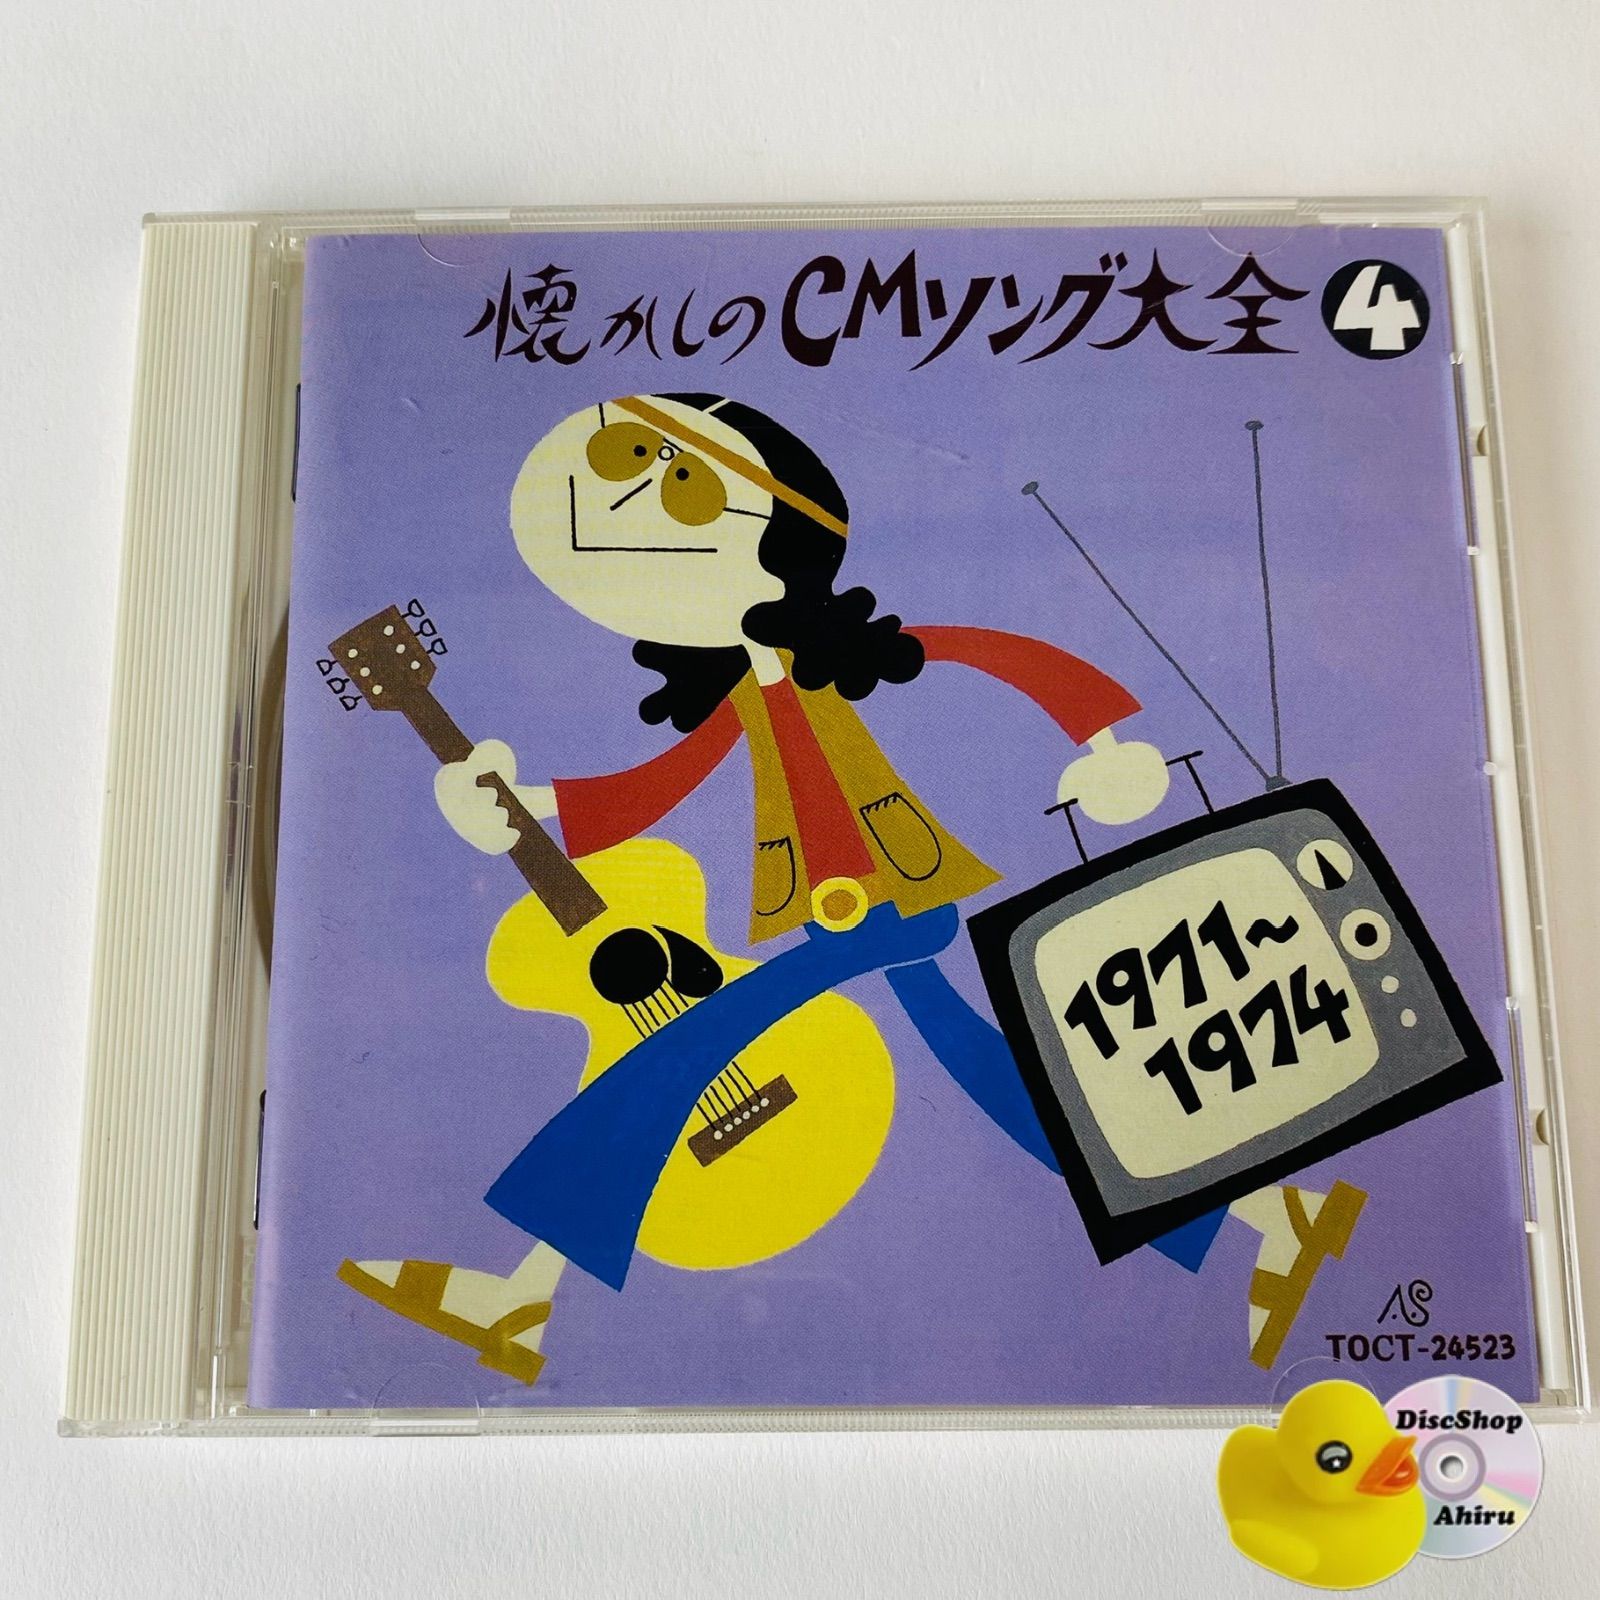 懐かしのCMソング大全4
1971~
1974
AS
TOCT-24523
DiscShop
Ahiru